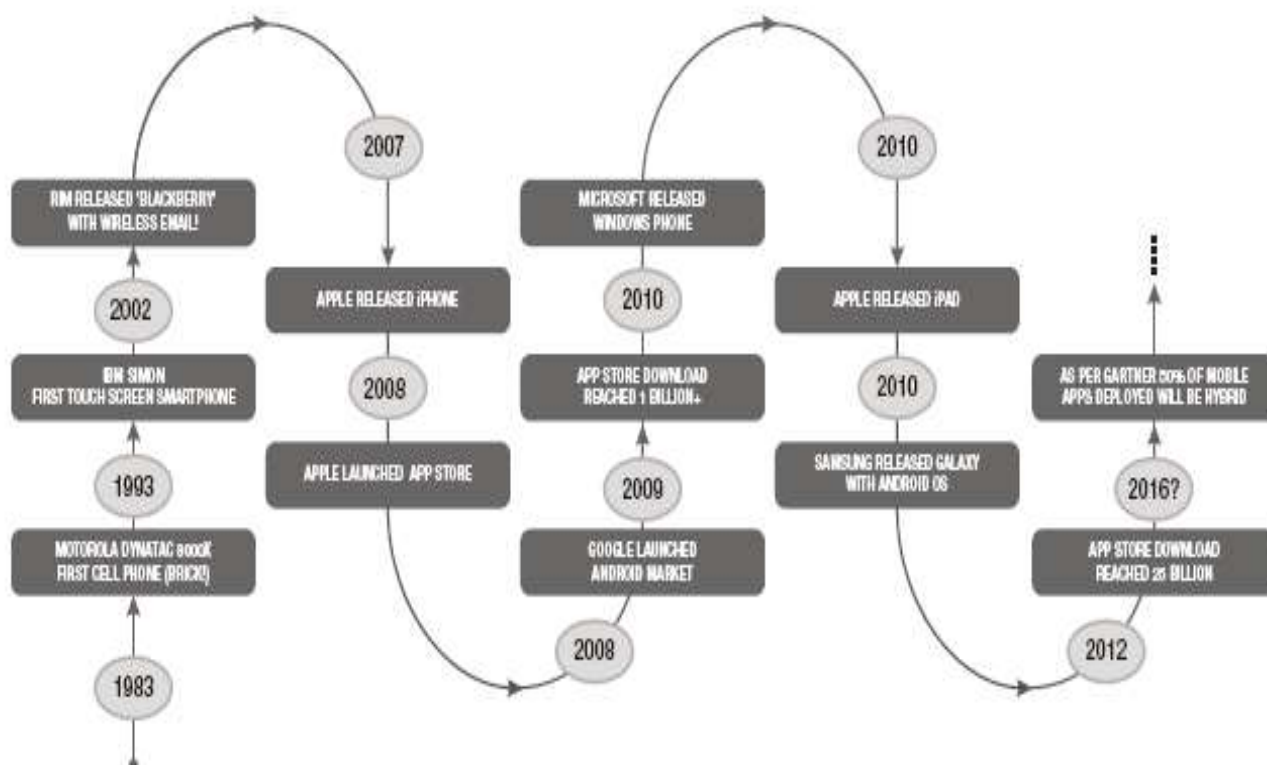 1983
MOTOROLA DYNATAC 8000X
FIRST CELL PHONE (BRICK!)
1993
IBM SIMON
FIRST TOUCH SCREEN SMARTPHONE
2002
RIM RELEASED 'BLACKBERRY'
WITH WIRELESS EMAIL!
2007
APPLE RELEASED iPHONE
2008
APPLE LAUNCHED APP STORE
2008
GOOGLE LAUNCHED
ANDROID MARKET
2009
APP STORE DOWNLOAD
REACHED 1 BILLION+
2010
MICROSOFT RELEASED
WINDOWS PHONE
2010
APPLE RELEASED iPAD
2010
SAMSUNG RELEASED GALAXY
WITH ANDROID OS
2012
APP STORE DOWNLOAD
REACHED 25 BILLION
2016?
AS PER GARTNER 50% OF MOBILE
APPS DEPLOYED WILL BE HYBRID